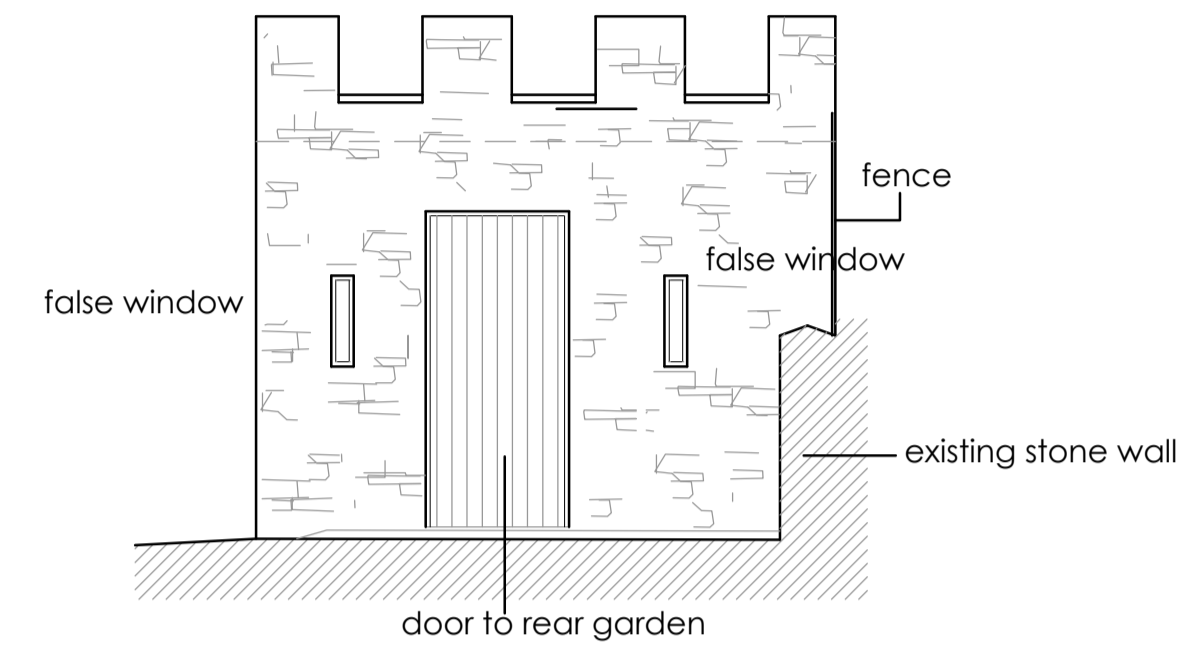 fence
false window
false window
existing stone wall
door to rear garden